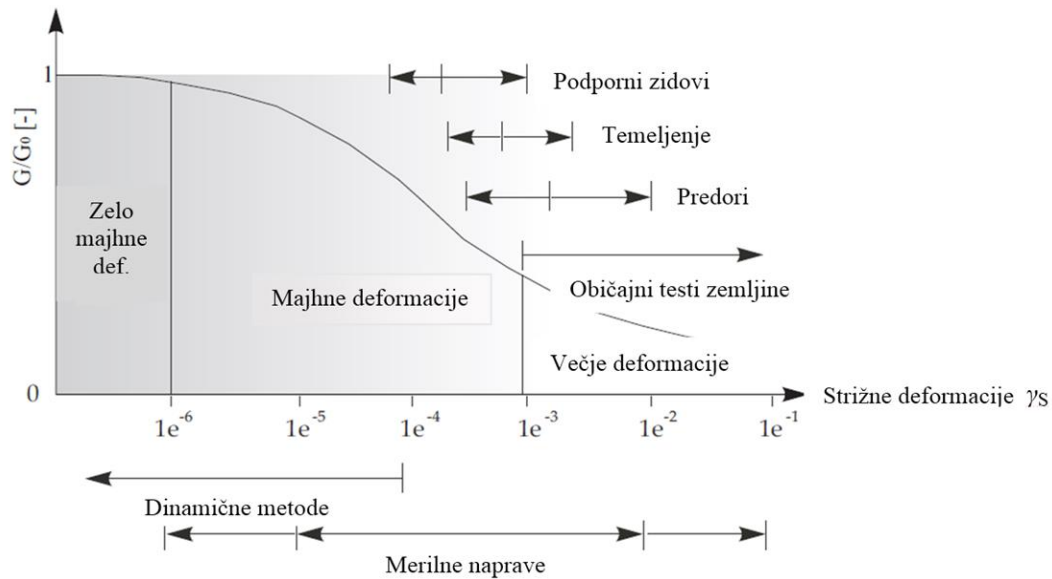 1
Podporni zidovi
Temeljenje
G/G₀ [-]
Predori
Zelo
majhne
def.
Običajni testi zemljine
Majhne deformacije
Večje deformacije
0
Strižne deformacije γS
1e⁻⁶ 1e⁻⁵ 1e⁻⁴ 1e⁻³ 1e⁻² 1e⁻¹
Dinamične metode
Merilne naprave